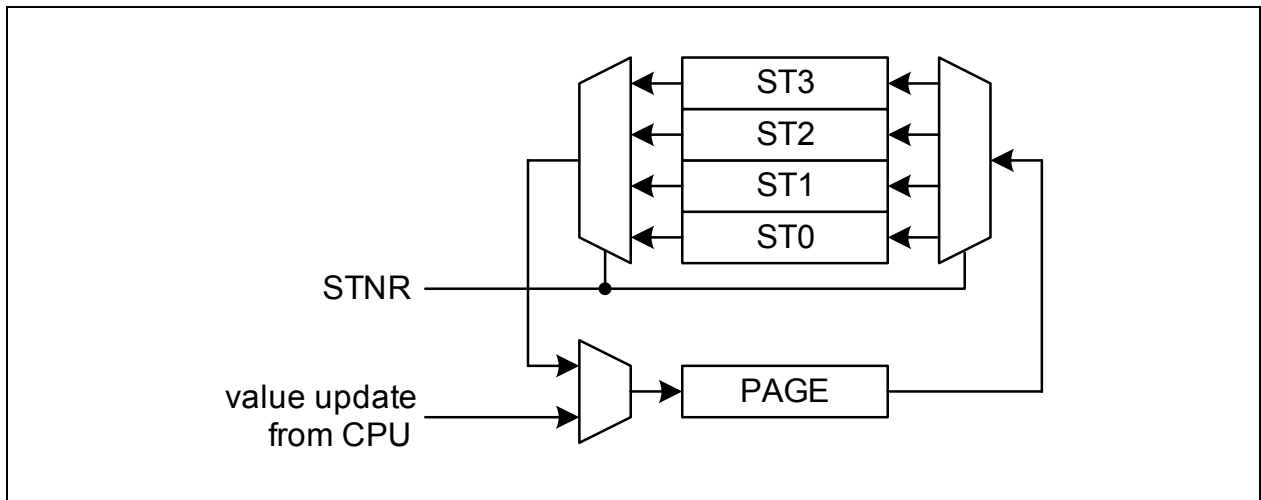 ST3
ST2
ST1
ST0
STNR
PAGE
value update
from CPU